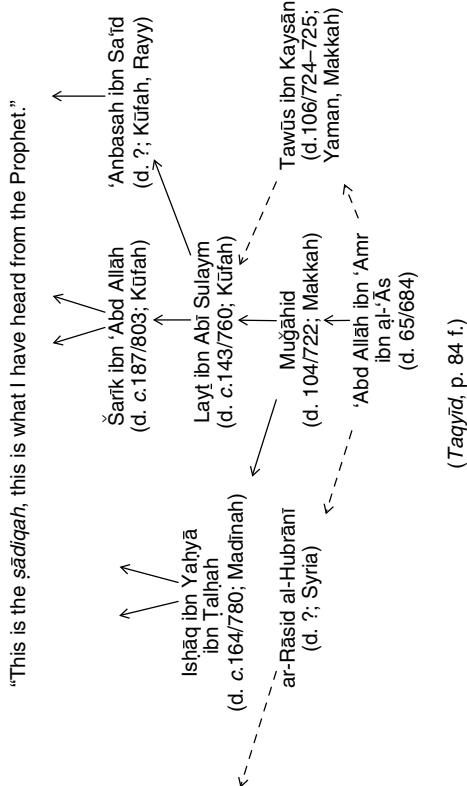 “This is the ṣādiqah, this is what I have heard from the Prophet.”
ʿAnbasah ibn Saʿīd
(d. ?; Kūfah, Rayy)
Šarīk ibn ʿAbd Allāh
(d. c.187/803; Kūfah)
Isḥāq ibn Yaḥyā
ibn Ṭalḥah
(d. c.164/780; Madīnah)
Layṯ ibn Abī Sulaym
(d. c.143/760; Kūfah)
ar-Rāsid al-Hubrānī
(d. ?; Syria)
Muǧāhid
(d. 104/722; Makkah)
Tawūs ibn Kaysān
(d.106/724–725;
Yaman, Makkah)
ʿAbd Allāh ibn ʿAmr
ibn al-ʿĀs
(d. 65/684)
(Taqyīd, p. 84 f.)